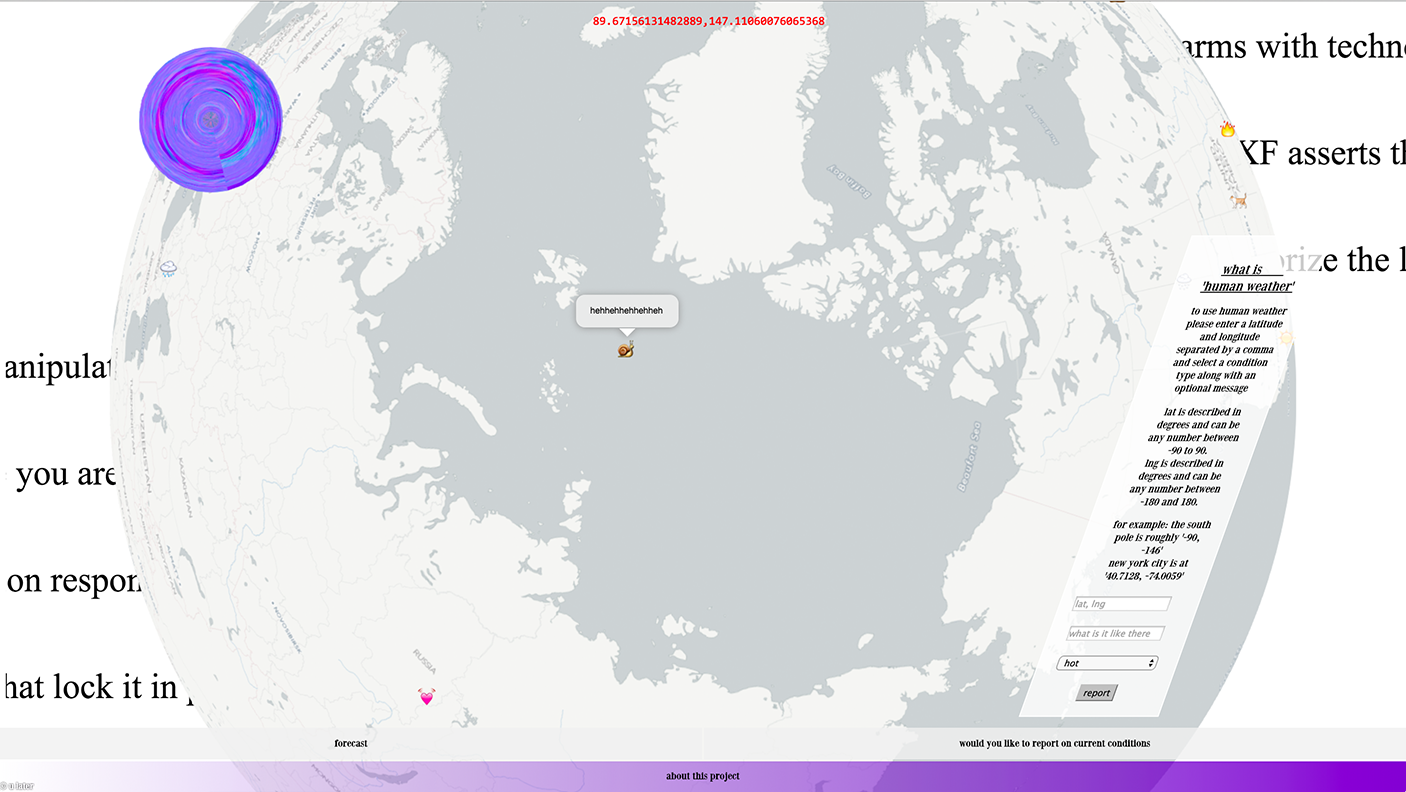 89.67156131482889,147.11060076065368
arms with techno
XF asserts th
orize the l
anipulat
you are
on respon
hat lock it in p
MOSCOW
UZBEKISTAN
KAZAKHSTAN
RUSSIA
Baffin Bay
Beaufort Sea
hehhehhehhehheh
what is
'human weather'
to use human weather
please enter a latitude
and longitude
separated by a comma
and select a condition
type along with an
optional message
lat is described in
degrees and can be
any number between
-90 to 90.
lng is described in
degrees and can be
any number between
-180 and 180.
for example: the south
pole is roughly '-90,
-146'
new york city is at
'40.7128, -74.0059'
lat, lng
what is it like there
hot
report
forecast
would you like to report on current conditions
about this project